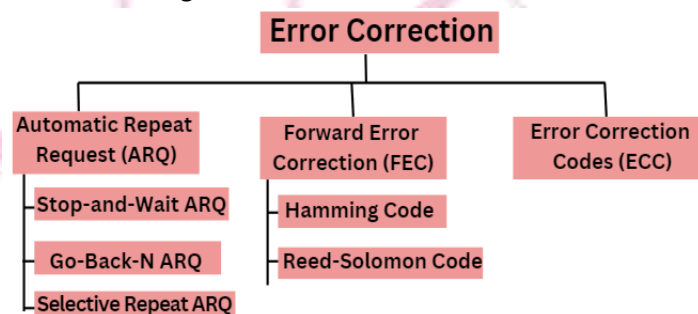 Error Correction
Automatic Repeat
Request (ARQ)
Stop-and-Wait ARQ
Go-Back-N ARQ
Selective Repeat ARQ
Forward Error
Correction (FEC)
Hamming Code
Reed-Solomon Code
Error Correction
Codes (ECC)